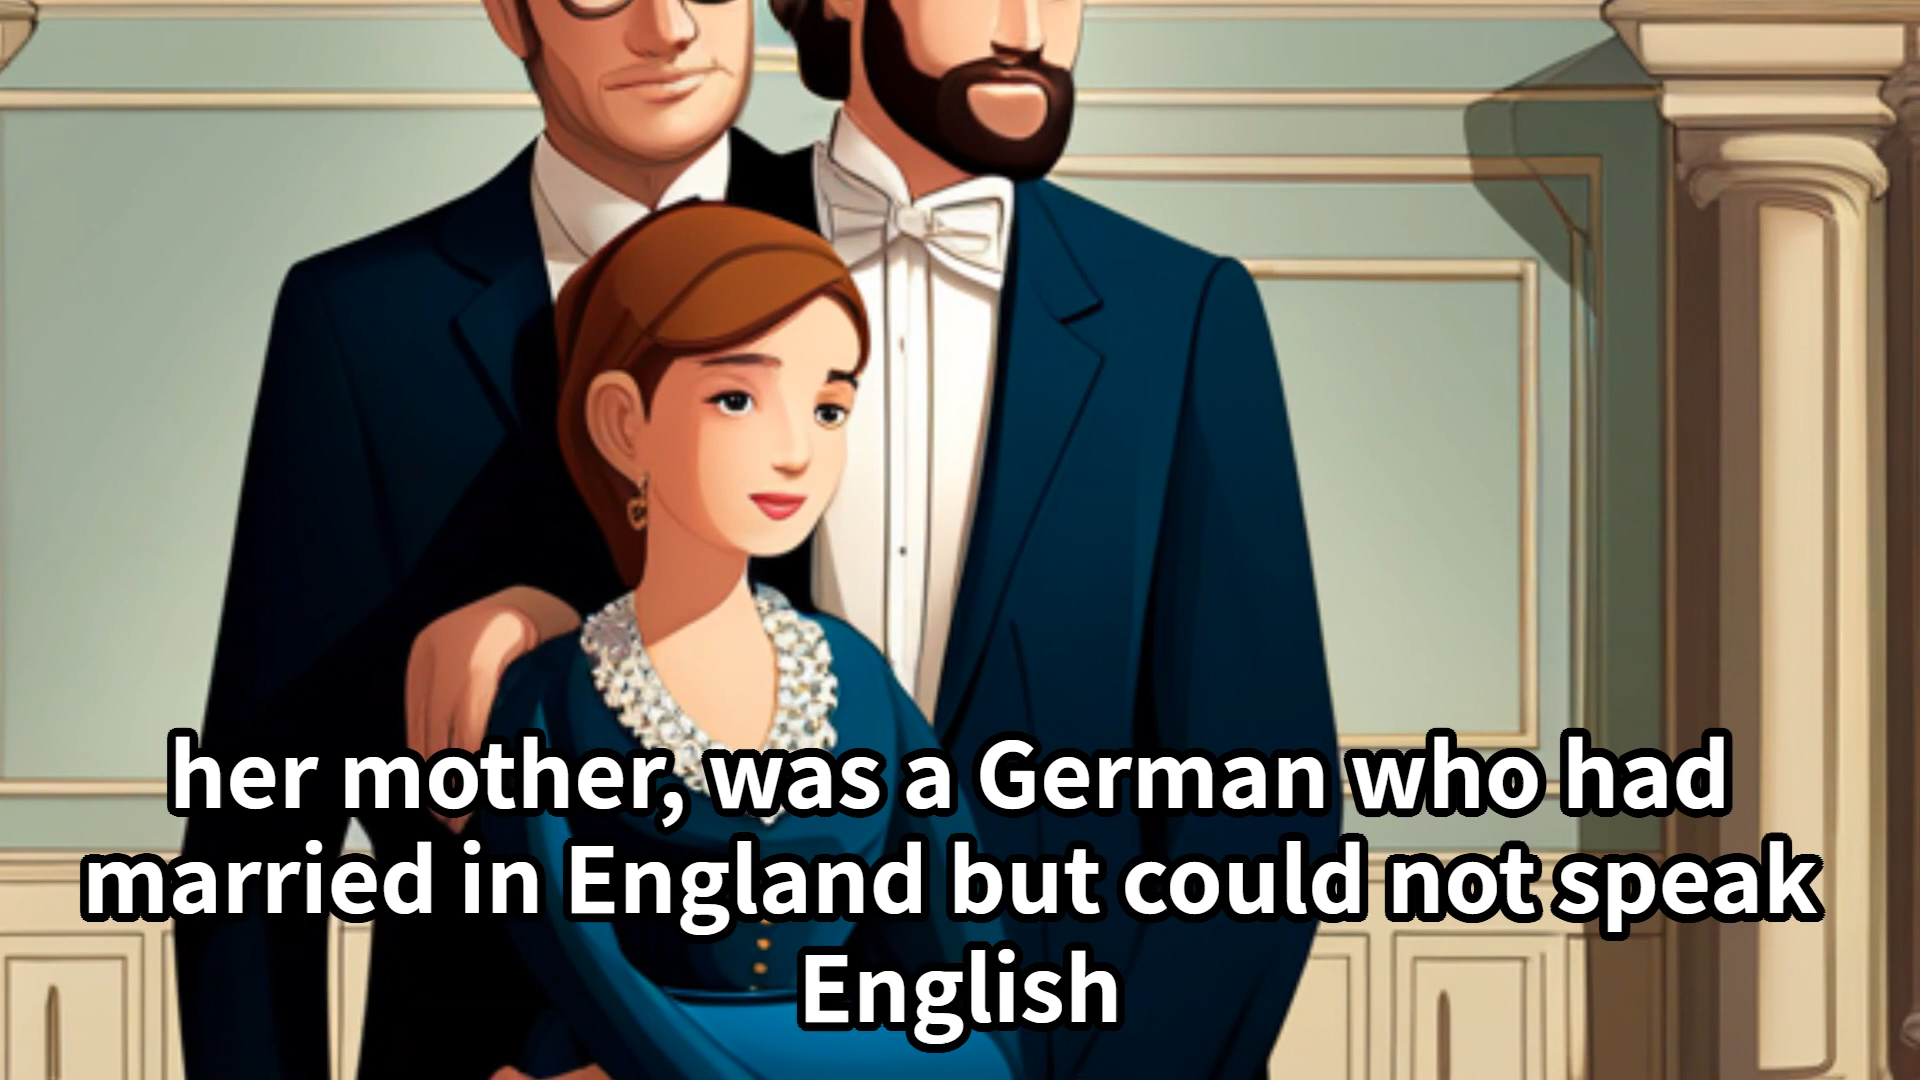 her mother, was a German who had
married in England but could not speak
English